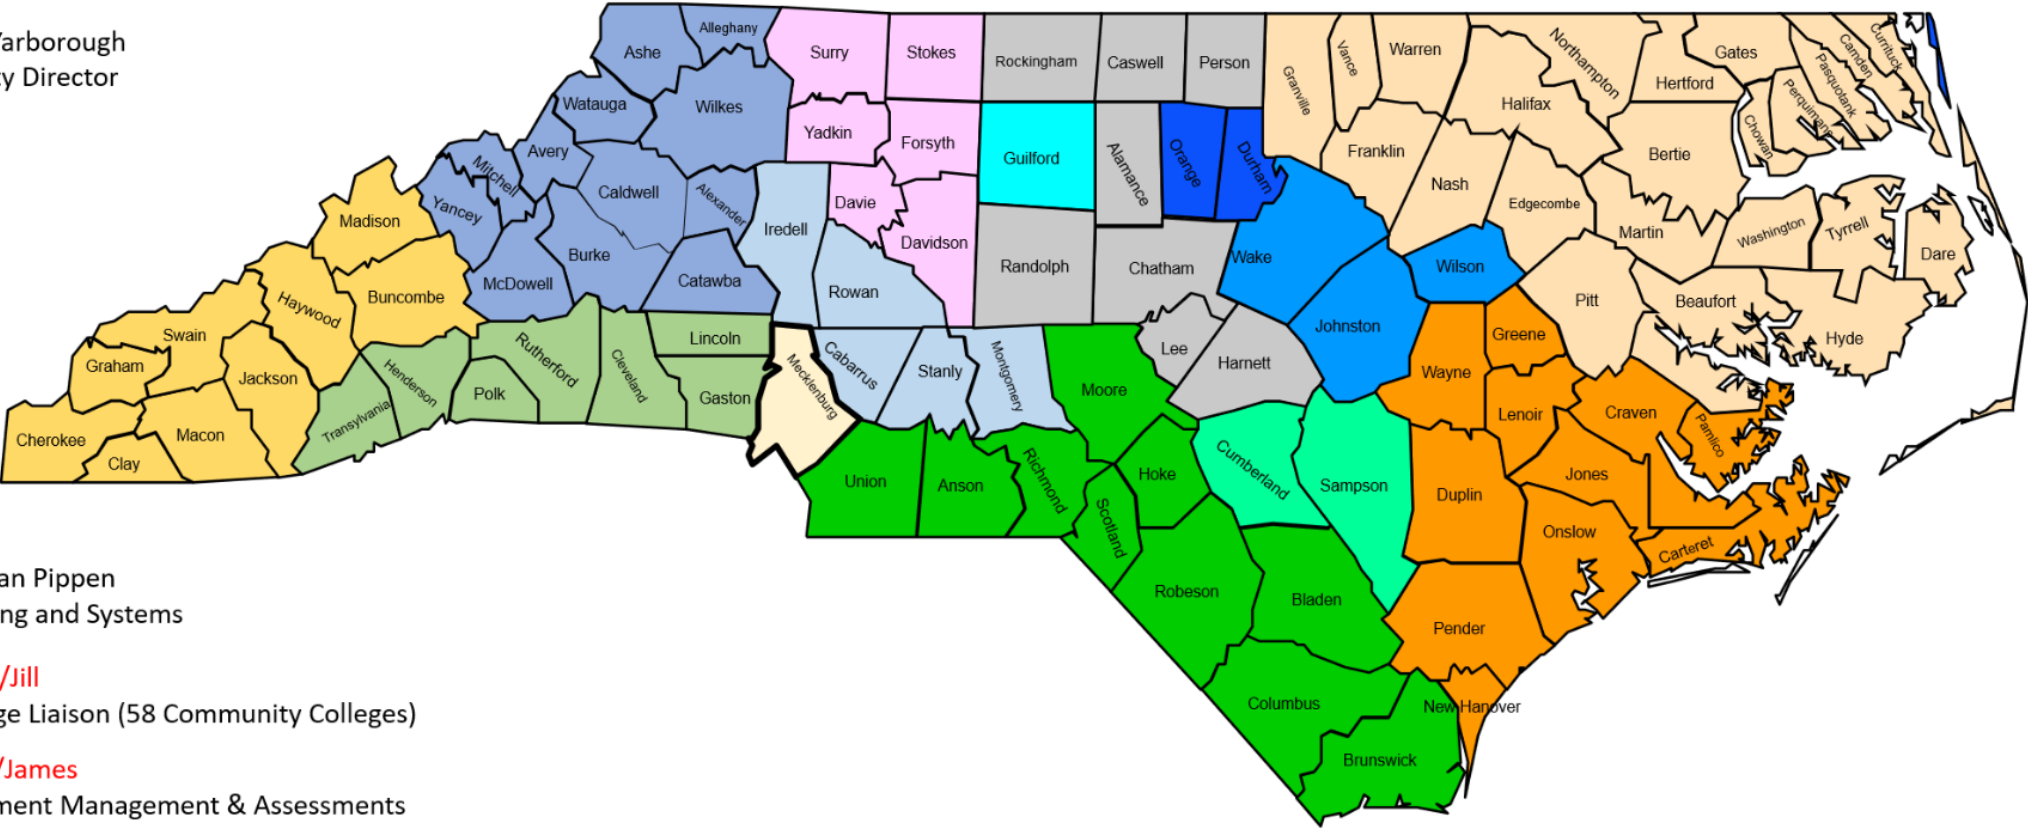 Yarborough
ty Director
an Pippen
ing and Systems
/Jill
ge Liaison (58 Community Colleges)
/James
ment Management & Assessments
Ashe
Alleghany
Surry
Stokes
Rockingham
Caswell
Person
Granville
Vance
Warren
Northampton
Hertford
Gates
Camden
Currituck
Pasquotank
Perquimans
Chowan
Watauga
Wilkes
Yadkin
Forsyth
Guilford
Alamance
Orange
Durham
Franklin
Halifax
Bertie
Avery
Mitchell
Yancey
Caldwell
Alexander
Davie
Iredell
Davidson
Nash
Edgecombe
Martin
Washington
Tyrrell
Dare
Madison
Buncombe
McDowell
Burke
Catawba
Rowan
Randolph
Chatham
Wake
Wilson
Pitt
Beaufort
Hyde
Haywood
Swain
Graham
Jackson
Cherokee
Clay
Macon
Transylvania
Henderson
Polk
Rutherford
Cleveland
Lincoln
Gaston
Mecklenburg
Cabarrus
Stanly
Montgomery
Moore
Lee
Harnett
Johnston
Wayne
Greene
Lenoir
Craven
Pamlico
Jones
Union
Anson
Richmond
Scotland
Hoke
Cumberland
Sampson
Duplin
Onslow
Carteret
Robeson
Bladen
Pender
Columbus
New Hanover
Brunswick